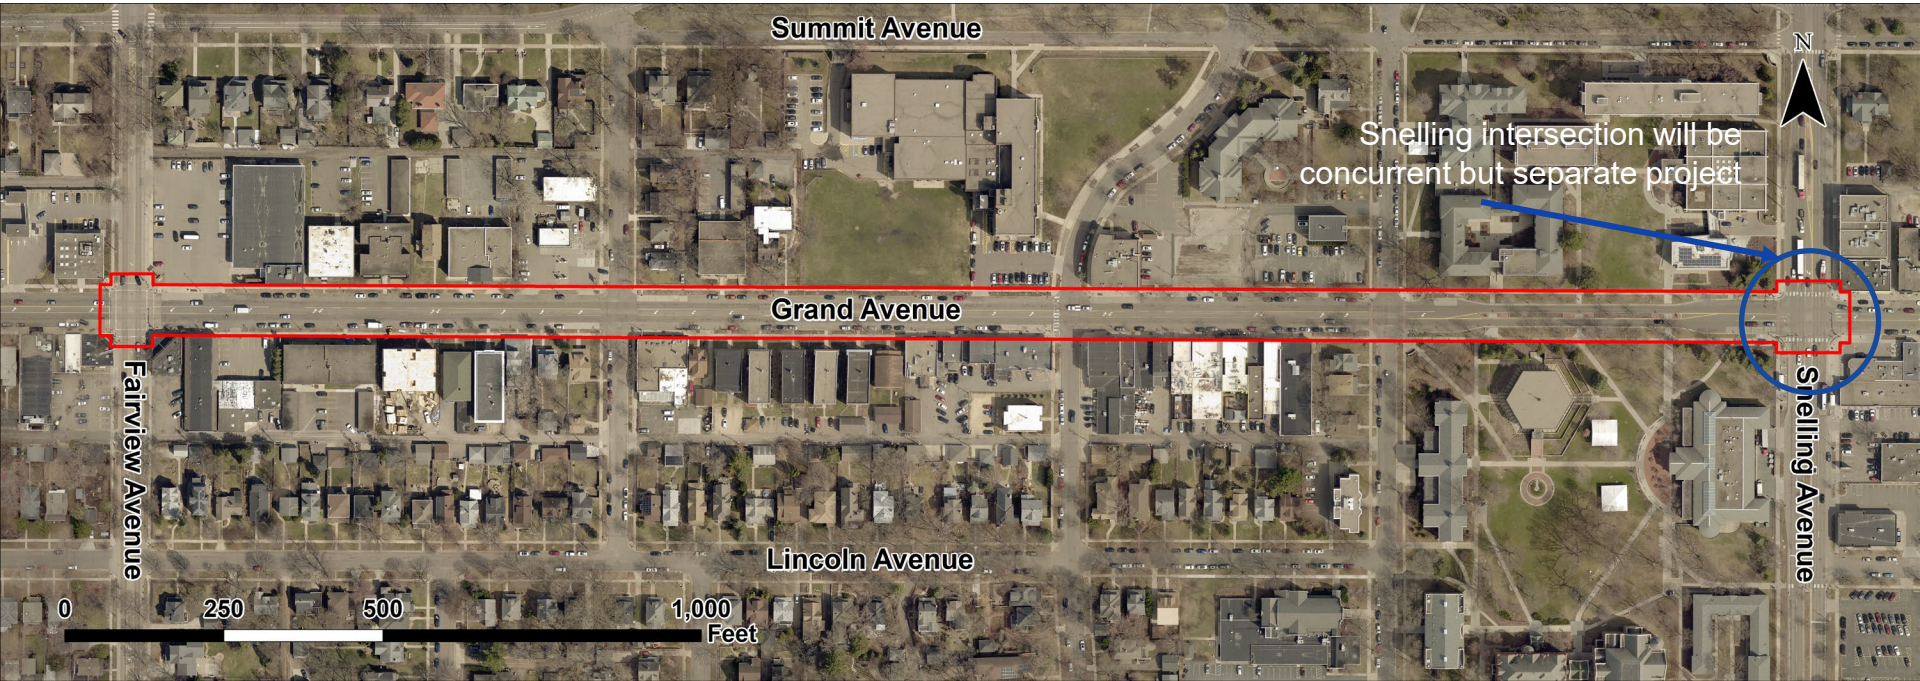 Summit Avenue
N
Snelling intersection will be
concurrent but separate project
Grand Avenue
Fairview Avenue
Snelling Avenue
Lincoln Avenue
0 250 500 1,000
Feet